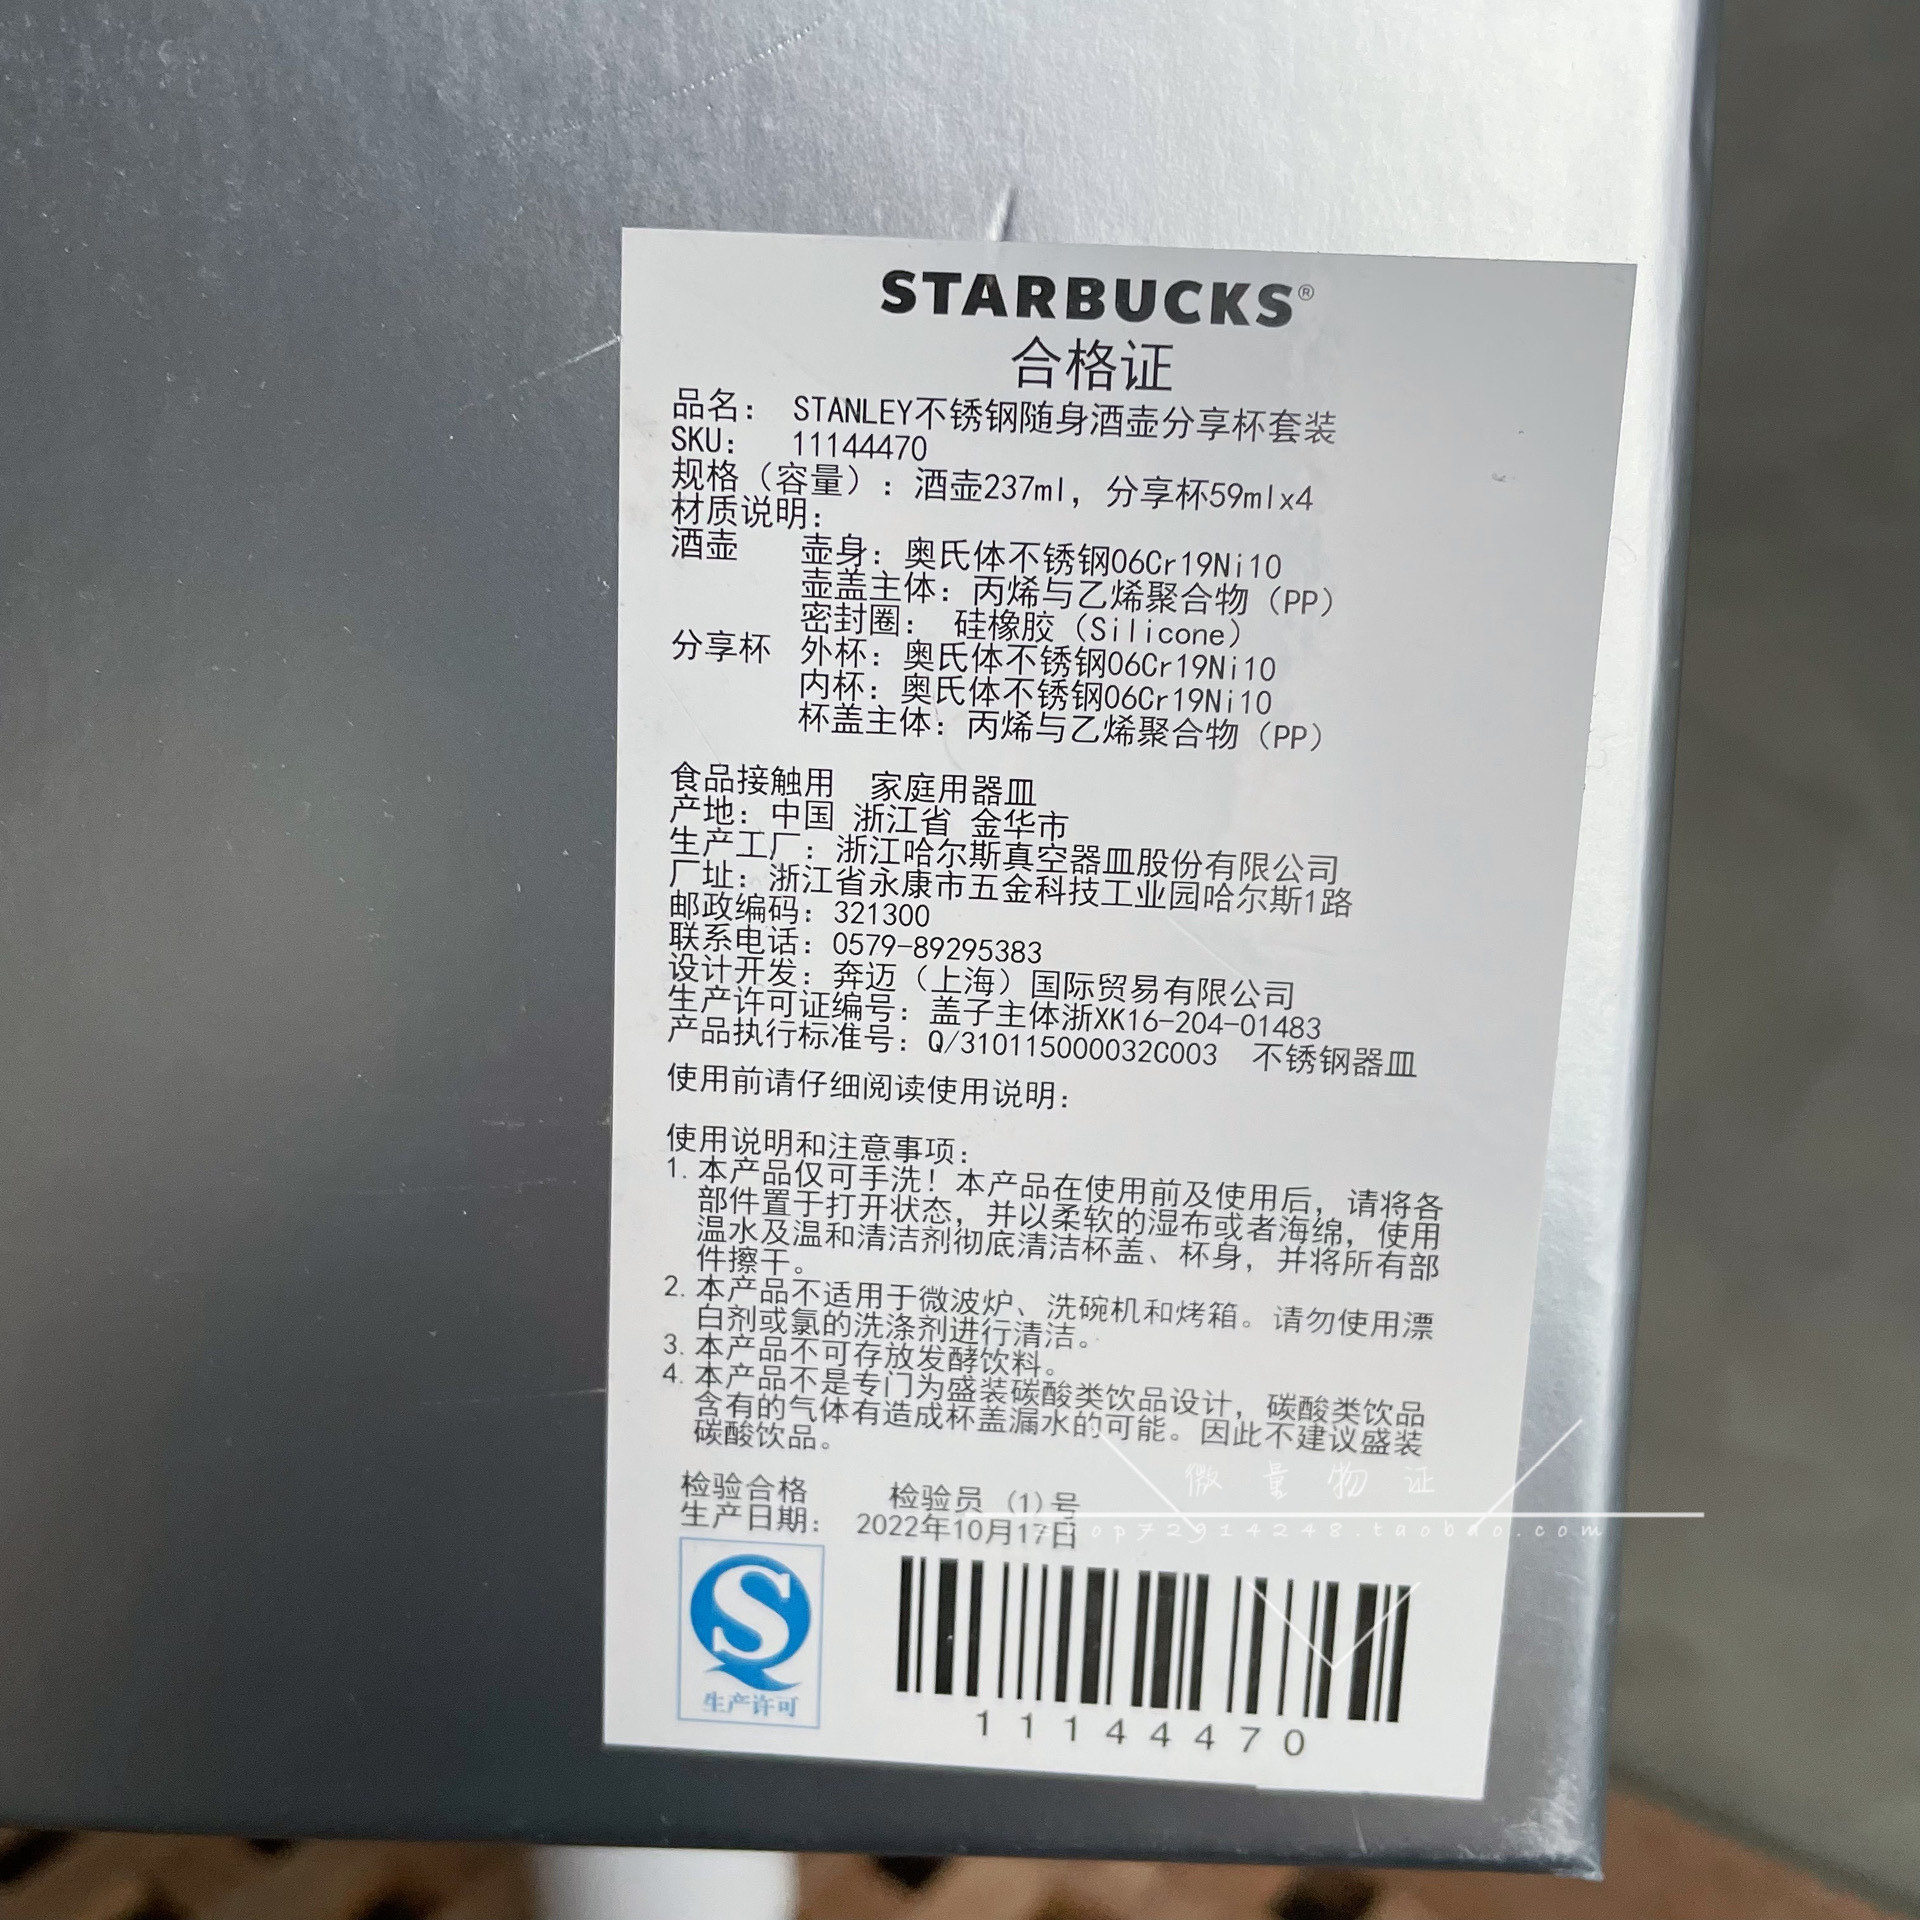 STARBUCKS®
合格证
品名： STANLEY不锈钢随身酒壶分享杯套装
SKU： 11144470
规格（容量）：酒壶237ml，分享杯59mlx4
材质说明：
酒壶 壶身：奥氏体不锈钢06Cr19Ni10
壶盖主体：丙烯与乙烯聚合物（PP）
密封圈： 硅橡胶（Silicone）
分享杯 外杯：奥氏体不锈钢06Cr19Ni10
内杯：奥氏体不锈钢06Cr19Ni10
杯盖主体：丙烯与乙烯聚合物（PP）
食品接触用 家庭用器皿
产地：中国 浙江省 金华市
生产工厂：浙江哈尔斯真空器皿股份有限公司
厂址：浙江省永康市五金科技工业园哈尔斯1路
邮政编码：321300
联系电话：0579-89295383
设计开发：奔迈（上海）国际贸易有限公司
生产许可证编号：盖子主体浙XK16-204-01483
产品执行标准号：Q/310115000032C003 不锈钢器皿
使用前请仔细阅读使用说明：
使用说明和注意事项：
1.本产品仅可手洗！本产品在使用前及使用后，请将各
部件置于打开状态，并以柔软的湿布或者海绵，使用
温水及温和清洁剂彻底清洁杯盖、杯身，并将所有部
件擦干。
2.本产品不适用于微波炉、洗碗机和烤箱。请勿使用漂
白剂或氯的洗涤剂进行清洁。
3.本产品不可存放发酵饮料。
4.本产品不是专门为盛装碳酸类饮品设计，碳酸类饮品
含有的气体有造成杯盖漏水的可能。因此不建议盛装
碳酸饮品。
微量物证
检验合格 检验员（1）号
生产日期： 2022年10月17日
op72914248.taobao.com
生产许可
11144470